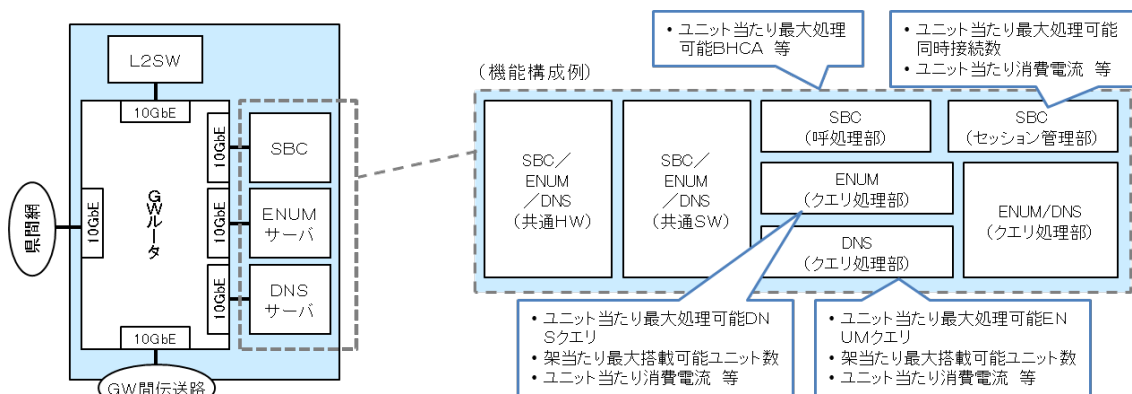 L2SW
10GbE
10GbE
SBC
10GbE
GWルータ
10GbE
ENUM
サーバ
10GbE
DNS
サーバ
10GbE
県間網
GW間伝送路
(機能構成例)
• ユニット当たり最大処理
可能BHCA 等
• ユニット当たり最大処理可能
同時接続数
• ユニット当たり消費電流 等
SBC/
ENUM
/DNS
(共通HW)
SBC/
ENUM
/DNS
(共通SW)
SBC
(呼処理部)
SBC
(セッション管理部)
ENUM
(クエリ処理部)
DNS
(クエリ処理部)
ENUM/DNS
(クエリ処理部)
• ユニット当たり最大処理可能DN
Sクエリ
• 架当たり最大搭載可能ユニット数
• ユニット当たり消費電流 等
• ユニット当たり最大処理可能EN
UMクエリ
• 架当たり最大搭載可能ユニット数
• ユニット当たり消費電流 等